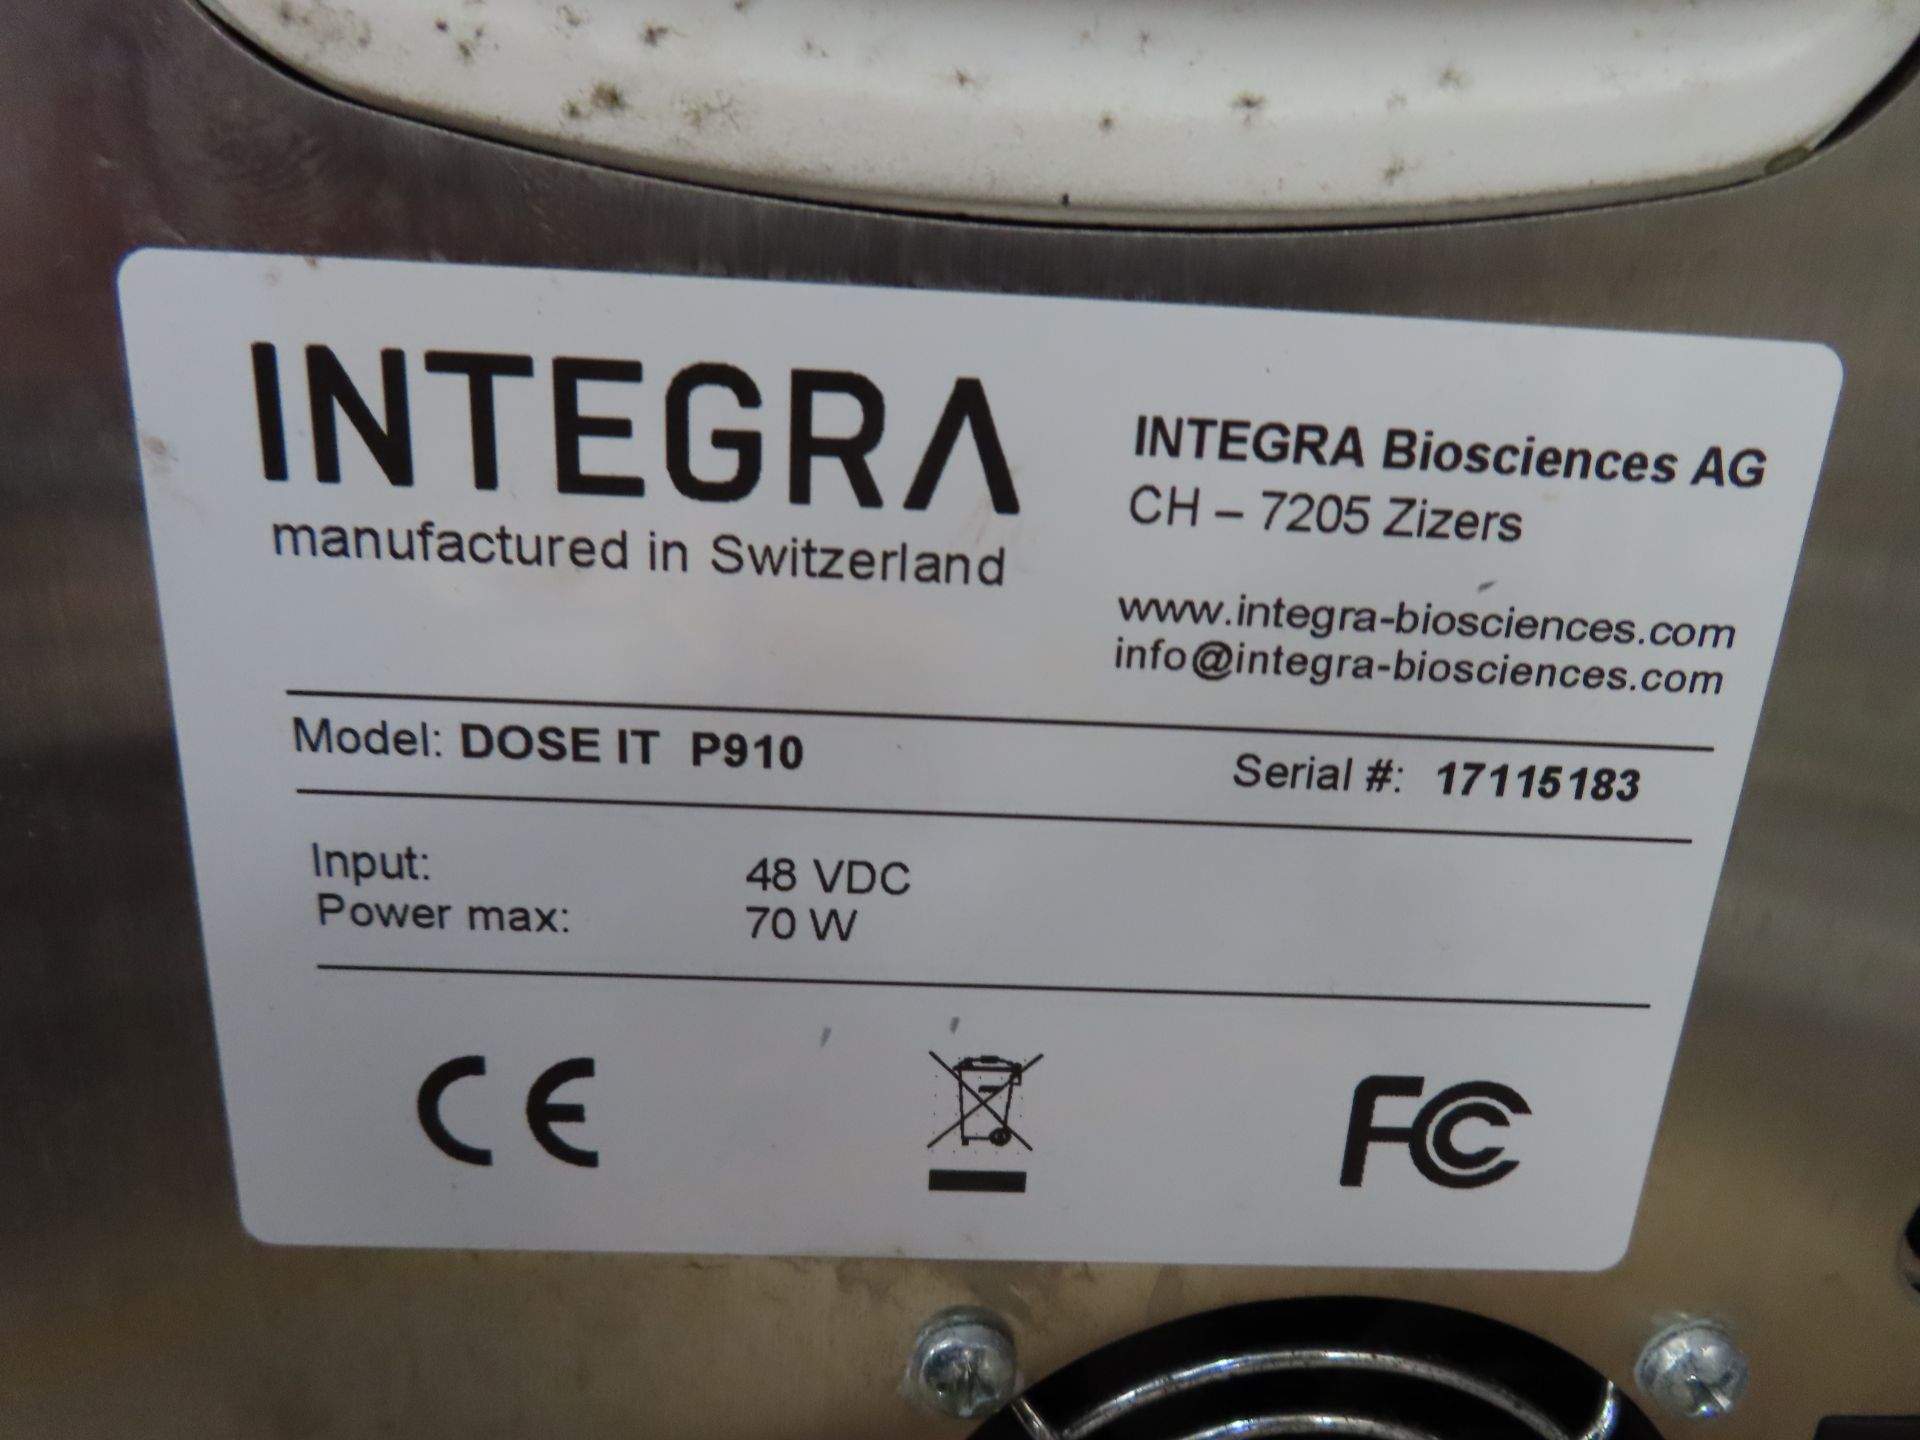 INTEGRA
manufactured in Switzerland
INTEGRA Biosciences AG
CH – 7205 Zizers
www.integra-biosciences.com
info@integra-biosciences.com
Model: DOSE IT P910
Serial #: 17115183
Input: 48 VDC
Power max: 70 W
CE
FC